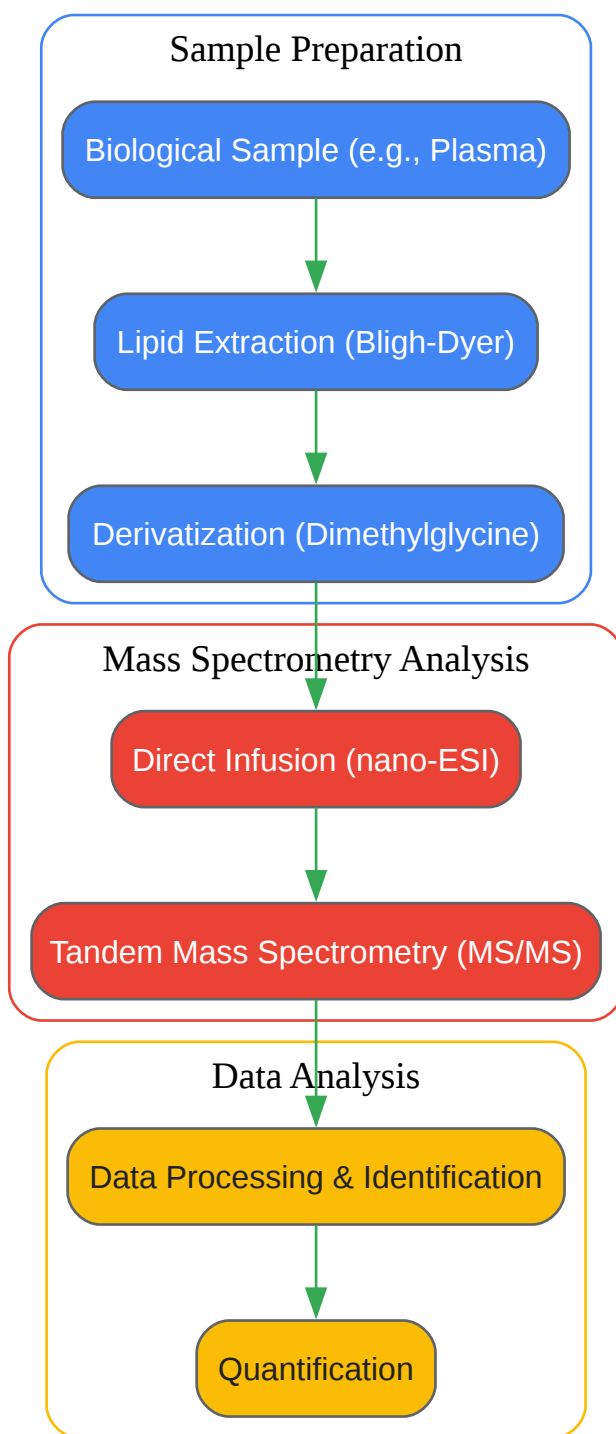 Sample Preparation
Biological Sample (e.g., Plasma)
Lipid Extraction (Bligh-Dyer)
Derivatization (Dimethylglycine)
Mass Spectrometry Analysis
Direct Infusion (nano-ESI)
Tandem Mass Spectrometry (MS/MS)
Data Analysis
Data Processing & Identification
Quantification